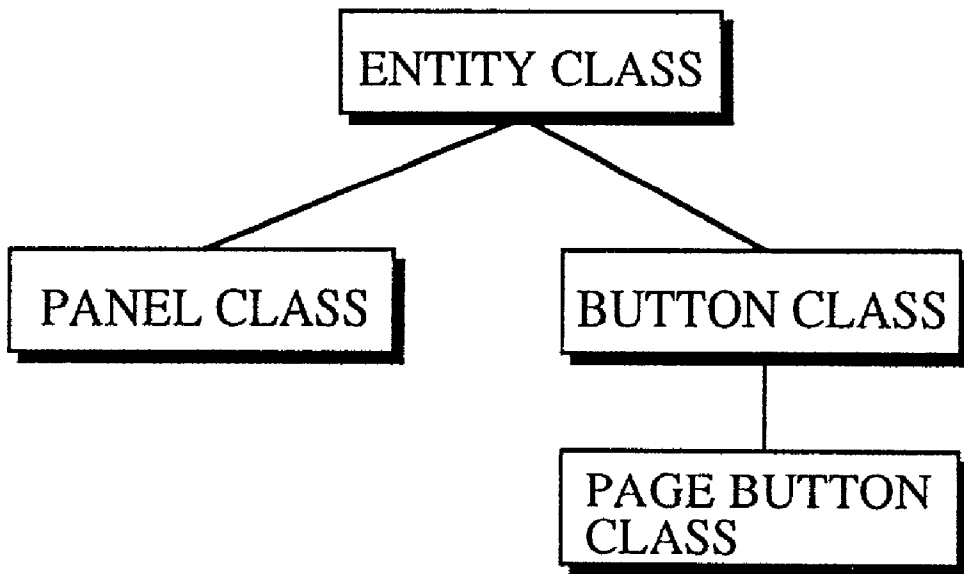 ENTITY CLASS
PANEL CLASS
BUTTON CLASS
PAGE BUTTON
CLASS